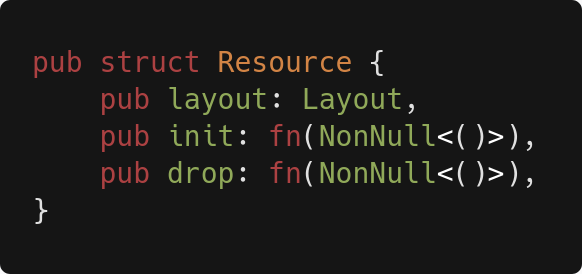 pub struct Resource {
    pub layout: Layout,
    pub init: fn(NonNull<()>),
    pub drop: fn(NonNull<()>),
}